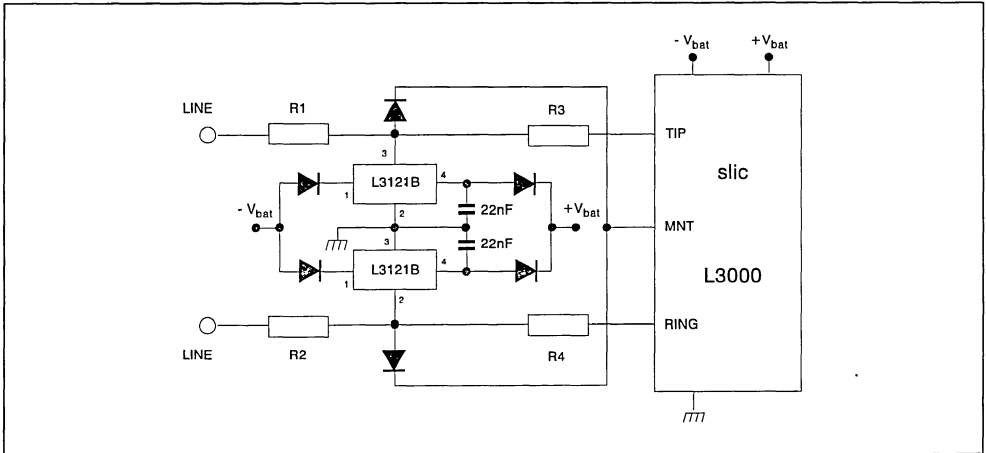 - Vbat +Vbat
LINE R1 R3 TIP
3
L3121B 4
1
2
22nF
slic
- Vbat +Vbat MNT
22nF
3
L3121B 4
1
2
L3000
RING
LINE R2 R4